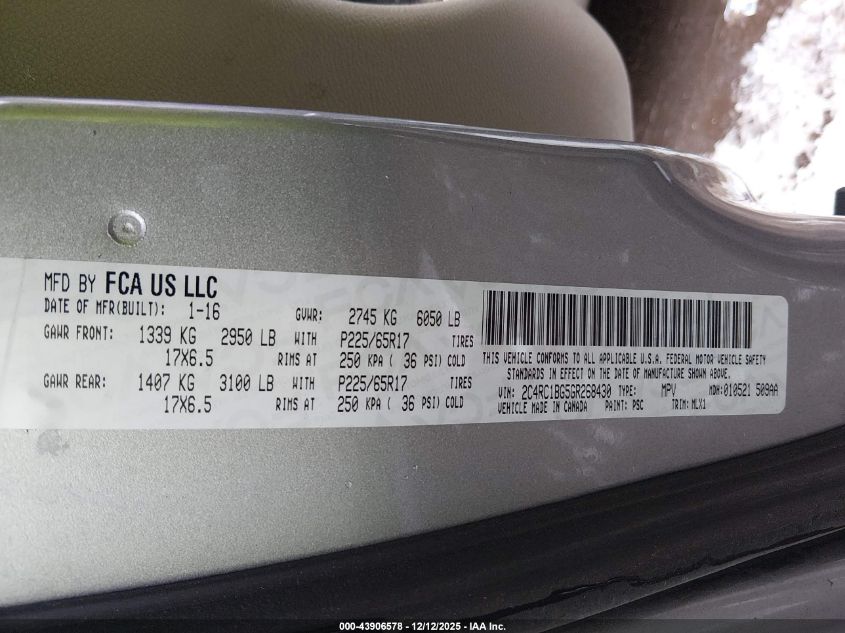 MFD BY FCA US LLC
DATE OF MFR(BUILT): 1-16 GVWR: 2745 KG 6050 LB
GAWR FRONT: 1339 KG 2950 LB WITH P225/65R17 TIRES
17X6.5 RIMS AT 250 KPA ( 36 PSI) COLD
GAWR REAR: 1407 KG 3100 LB WITH P225/65R17 TIRES
17X6.5 RIMS AT 250 KPA ( 36 PSI) COLD
THIS VEHICLE CONFORMS TO ALL APPLICABLE U.S.A. FEDERAL MOTOR VEHICLE SAFETY
STANDARDS IN EFFECT ON THE DATE OF MANUFACTURE SHOWN ABOVE.
VIN: 2C4RC1BG5GR268430 TYPE: MPV MDH: 010521 509AA
VEHICLE MADE IN CANADA PAINT: PSC TRIM: MLX1
000-43906578 - 12/12/2025 - IAA Inc.